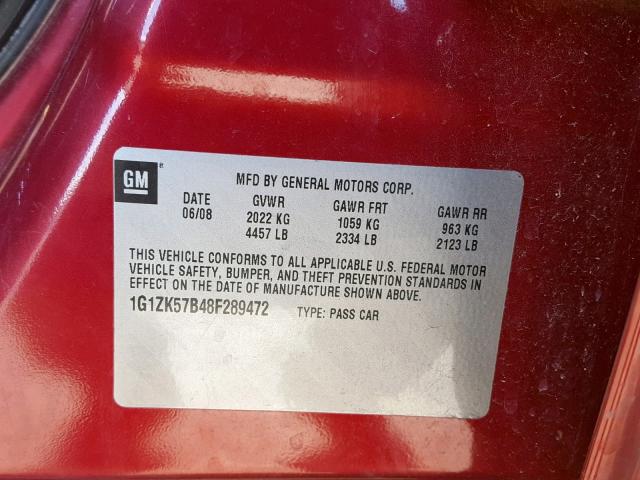 GM
MFD BY GENERAL MOTORS CORP.
DATE GVWR GAWR FRT GAWR RR
06/08 2022 KG 1059 KG 963 KG
4457 LB 2334 LB 2123 LB
THIS VEHICLE CONFORMS TO ALL APPLICABLE U.S. FEDERAL MOTOR
VEHICLE SAFETY, BUMPER, AND THEFT PREVENTION STANDARDS IN
EFFECT ON THE DATE OF MANUFACTURE SHOWN ABOVE.
1G1ZK57B48F289472 TYPE: PASS CAR